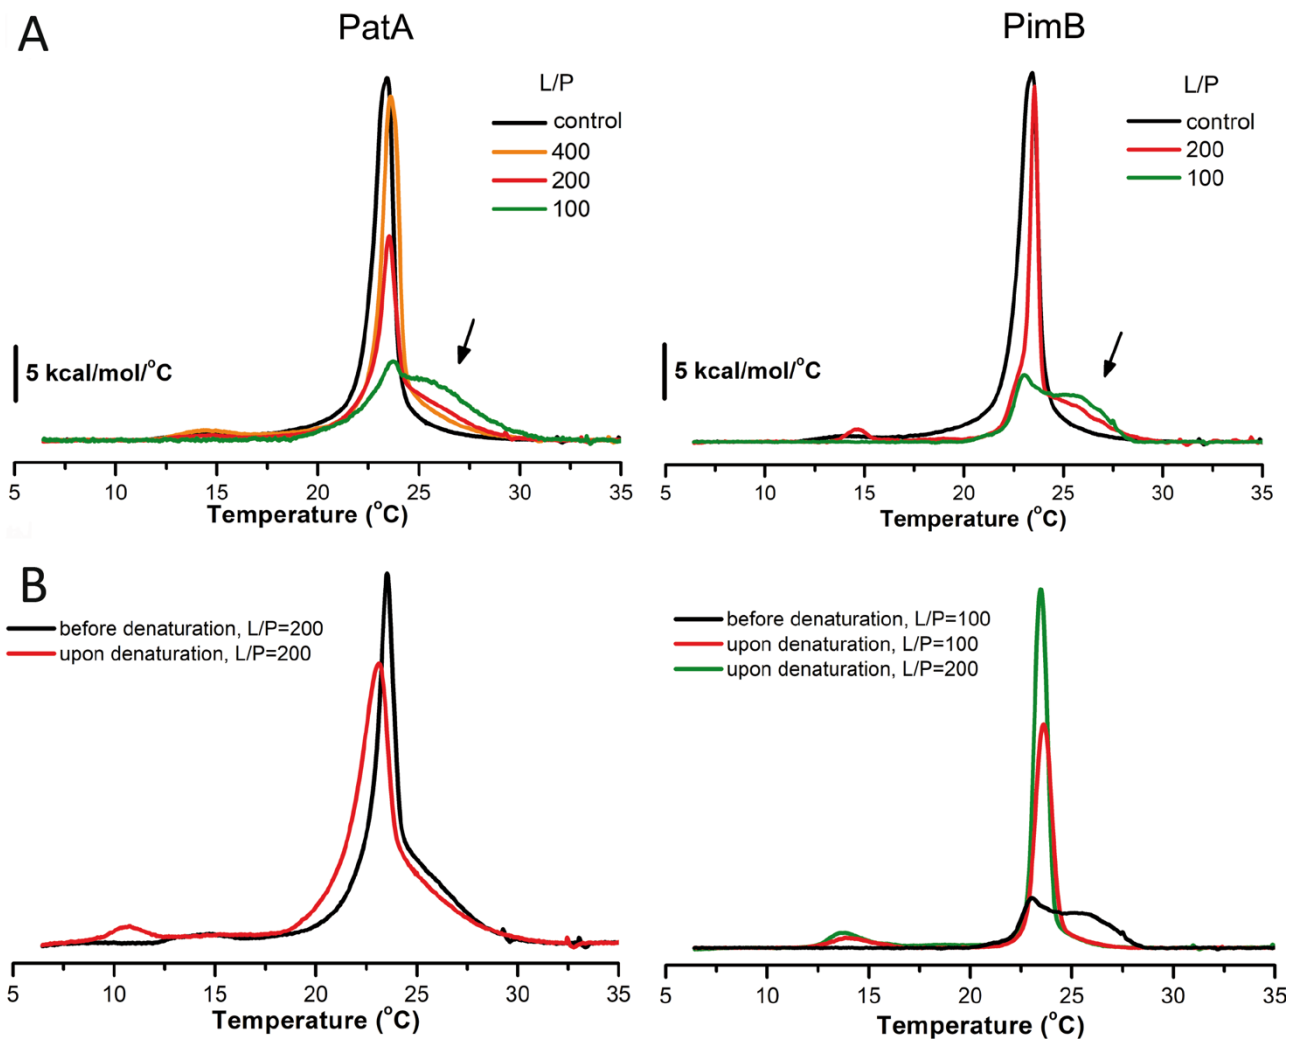 A
PatA
PimB
L/P
control
400
200
100
L/P
control
200
100
5 kcal/mol/°C
5 kcal/mol/°C
5 10 15 20 25 30 35
Temperature (°C)
5 10 15 20 25 30 35
Temperature (°C)
B
before denaturation, L/P=200
upon denaturation, L/P=200
before denaturation, L/P=100
upon denaturation, L/P=100
upon denaturation, L/P=200
5 10 15 20 25 30 35
Temperature (°C)
5 10 15 20 25 30 35
Temperature (°C)